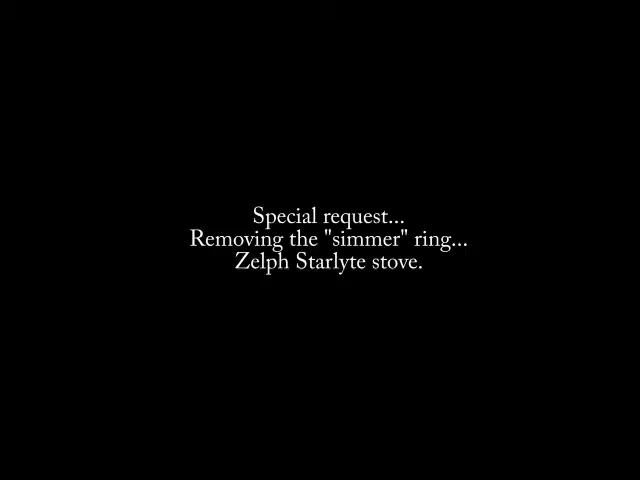 Special request...
Removing the "simmer" ring...
Zelph Starlyte stove.